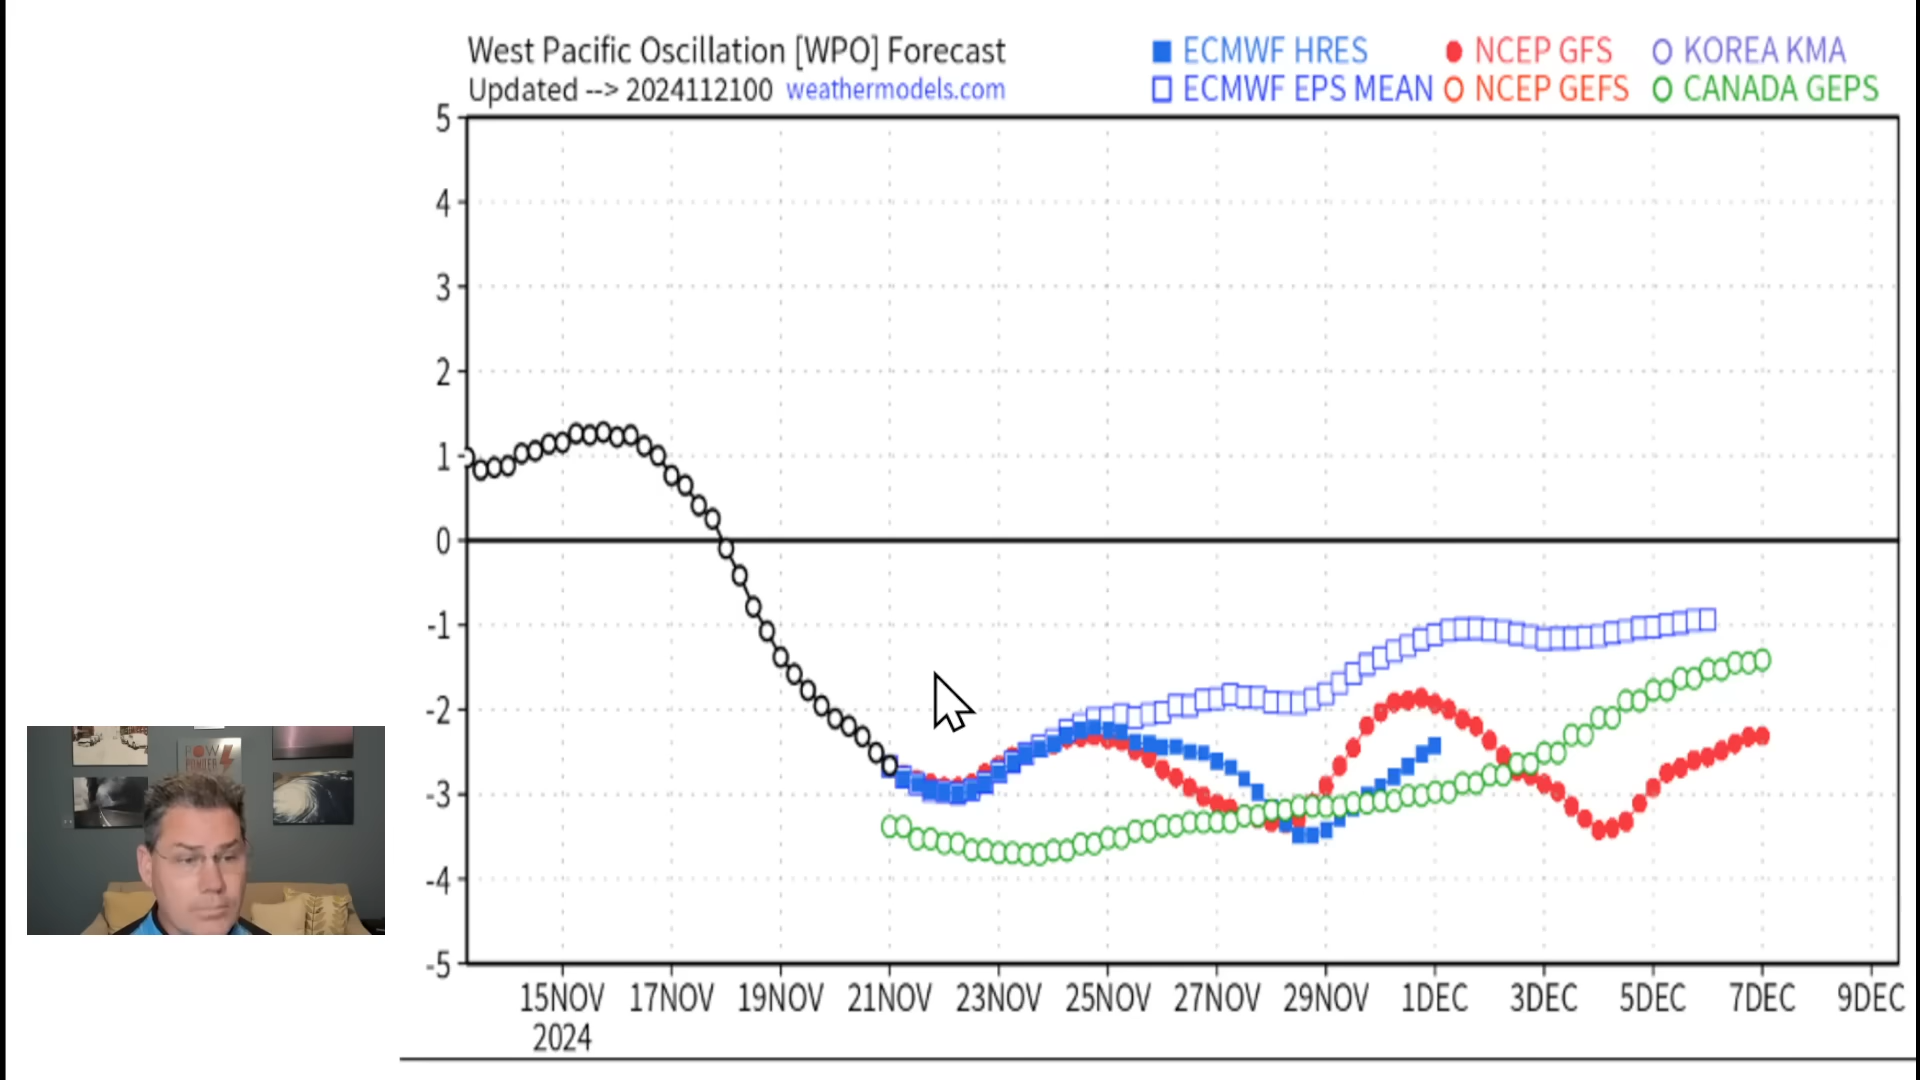 West Pacific Oscillation [WPO] Forecast
Updated --> 2024112100 weathermodels.com
ECMWF HRES NCEP GFS KOREA KMA
ECMWF EPS MEAN NCEP GEFS CANADA GEPS
5
4
3
2
1
0
-1
-2
-3
-4
-5
15NOV 17NOV 19NOV 21NOV 23NOV 25NOV 27NOV 29NOV 1DEC 3DEC 5DEC 7DEC 9DEC
2024
POW